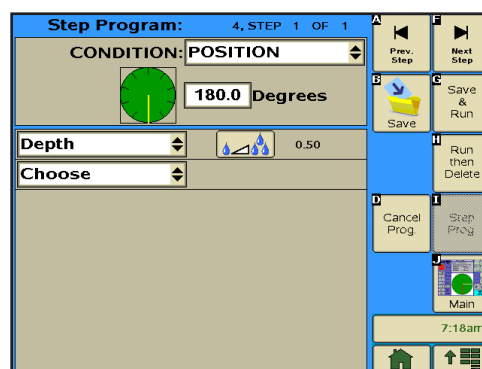 Step Program: 4, STEP 1 OF 1
CONDITION: POSITION
180.0 Degrees
Depth 0.50
Choose
A
Prev.
Step
F
Next
Step
B
Save
G
Save
&
Run
H
Run
then
Delete
D
Cancel
Prog.
I
Step
Prog
J
Main
7:18am